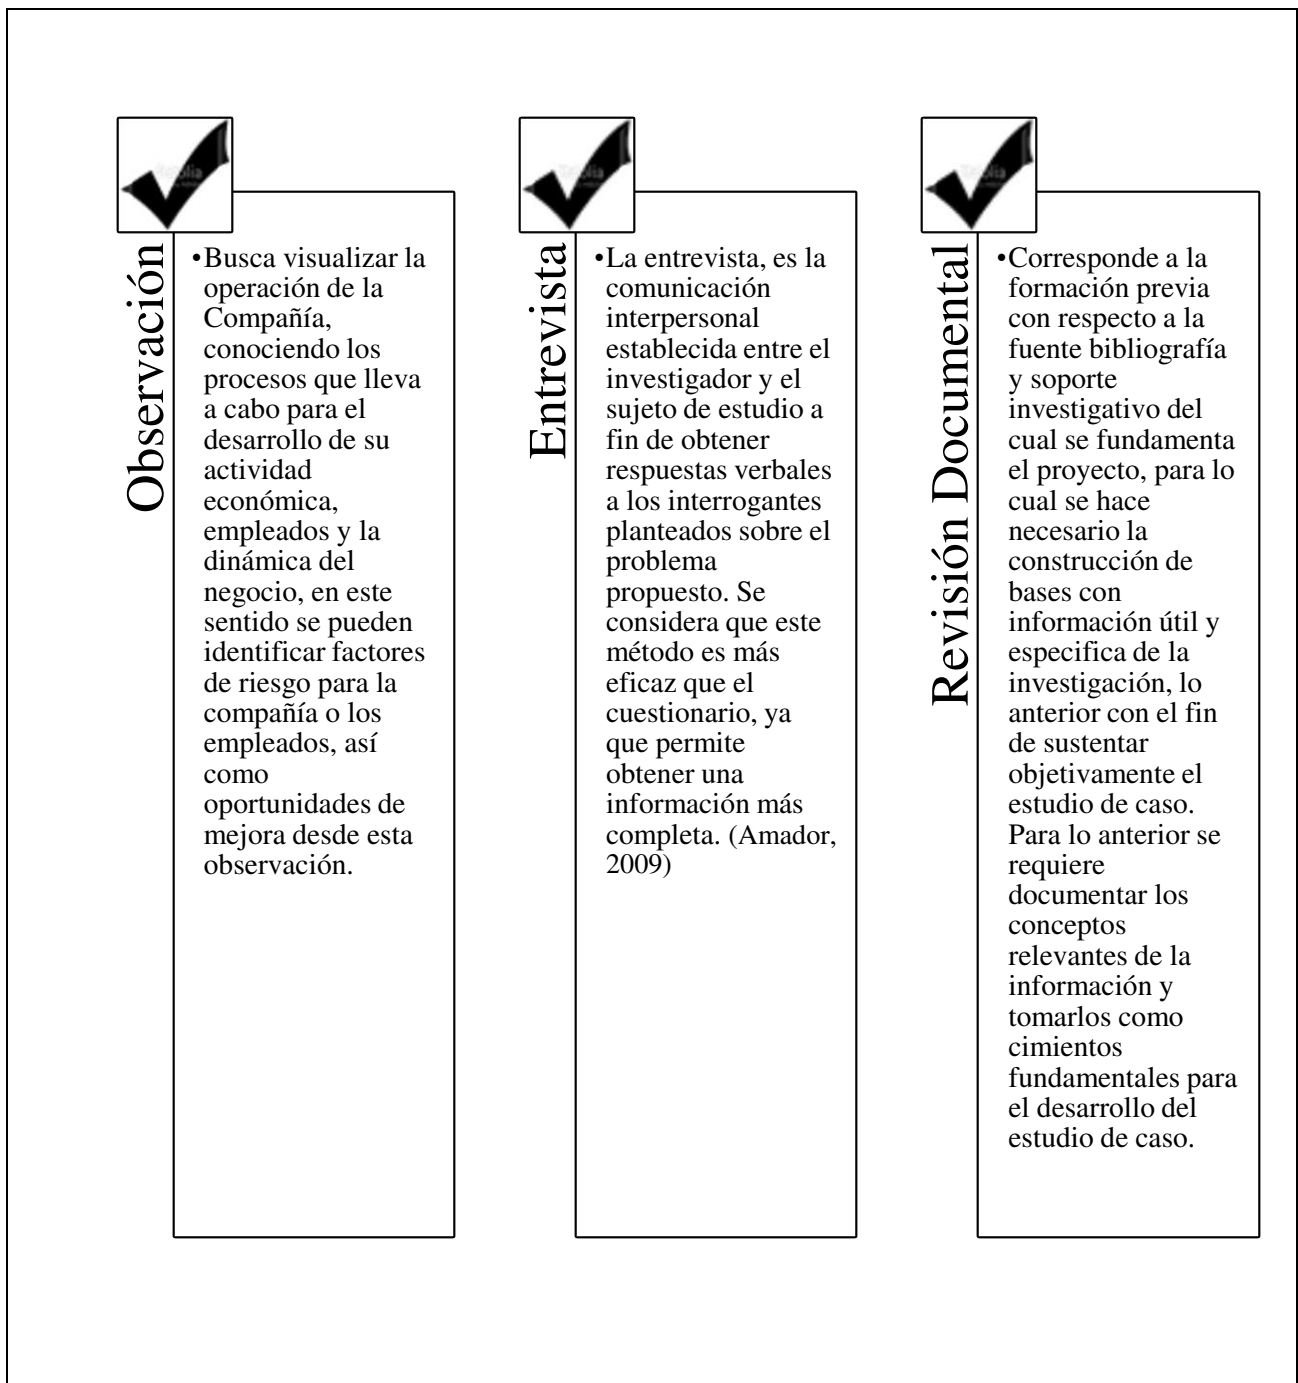 Observación
•Busca visualizar la
operación de la
Compañía,
conociendo los
procesos que lleva
a cabo para el
desarrollo de su
actividad
económica,
empleados y la
dinámica del
negocio, en este
sentido se pueden
identificar factores
de riesgo para la
compañía o los
empleados, así
como
oportunidades de
mejora desde esta
observación.
Entrevista
•La entrevista, es la
comunicación
interpersonal
establecida entre el
investigador y el
sujeto de estudio a
fin de obtener
respuestas verbales
a los interrogantes
planteados sobre el
problema
propuesto. Se
considera que este
método es más
eficaz que el
cuestionario, ya
que permite
obtener una
información más
completa. (Amador,
2009)
Revisión Documental
•Corresponde a la
formación previa
con respecto a la
fuente bibliografía
y soporte
investigativo del
cual se fundamenta
el proyecto, para lo
cual se hace
necesario la
construcción de
bases con
información útil y
especifica de la
investigación, lo
anterior con el fin
de sustentar
objetivamente el
estudio de caso.
Para lo anterior se
requiere
documentar los
conceptos
relevantes de la
información y
tomarlos como
cimientos
fundamentales para
el desarrollo del
estudio de caso.